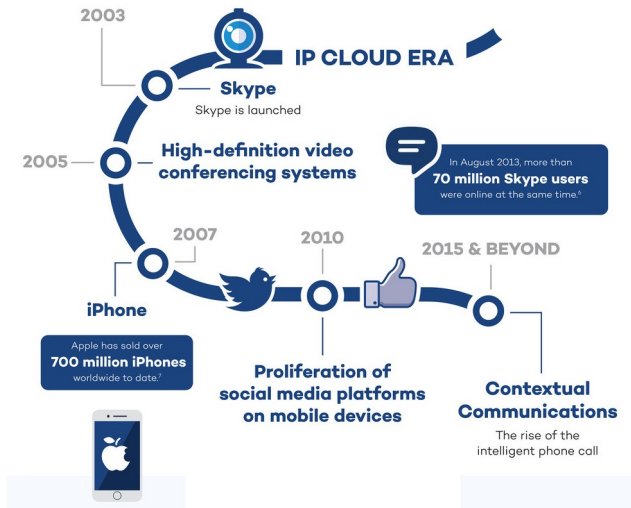 2003
IP CLOUD ERA
Skype
Skype is launched
2005
High-definition video
conferencing systems
In August 2013, more than
70 million Skype users
were online at the same time.⁶
2007
iPhone
Apple has sold over
700 million iPhones
worldwide to date.⁷
2010
Proliferation of
social media platforms
on mobile devices
2015 & BEYOND
Contextual
Communications
The rise of the
intelligent phone call